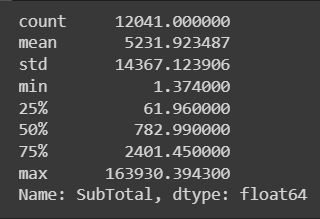 count 12041.000000
mean 5231.923487
std 14367.123906
min 1.374000
25% 61.960000
50% 782.990000
75% 2401.450000
max 163930.394300
Name: SubTotal, dtype: float64